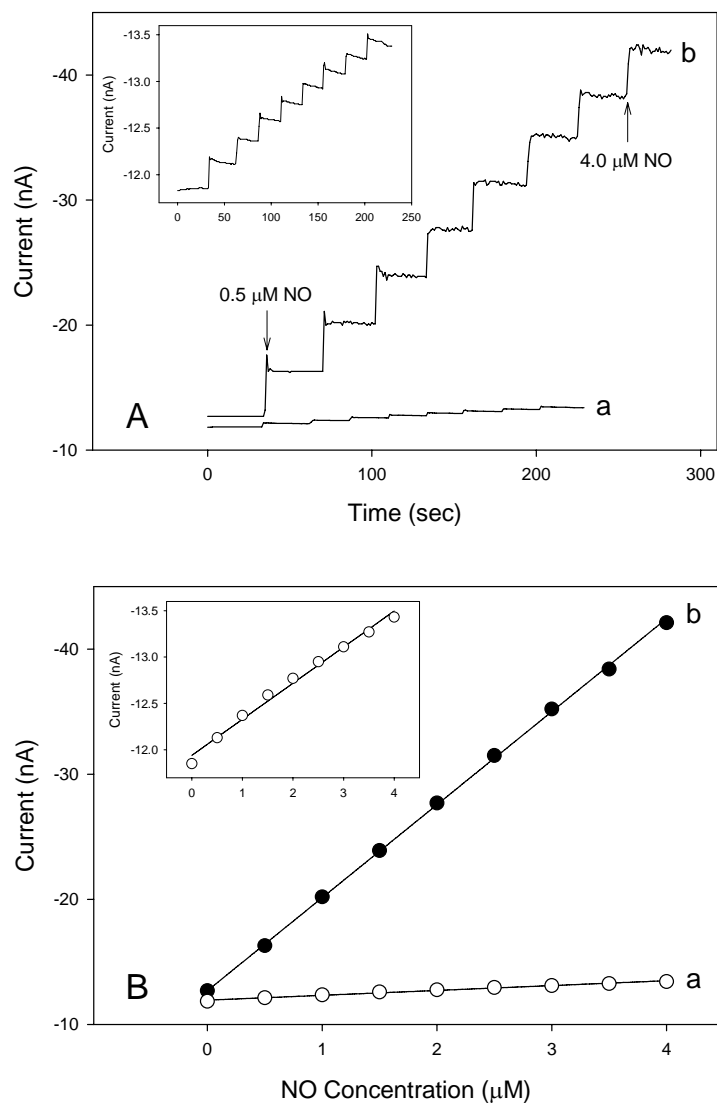 -13.5
-13.0
-12.5
-12.0
Current (nA)
0 50 100 150 200 250
-40
-30
-20
-10
Current (nA)
b
4.0 μM NO
0.5 μM NO
a
A
0 100 200 300
Time (sec)
-13.5
-13.0
-12.5
-12.0
Current (nA)
0 1 2 3 4
-40
-30
-20
-10
Current (nA)
b
a
B
0 1 2 3 4
NO Concentration (μM)